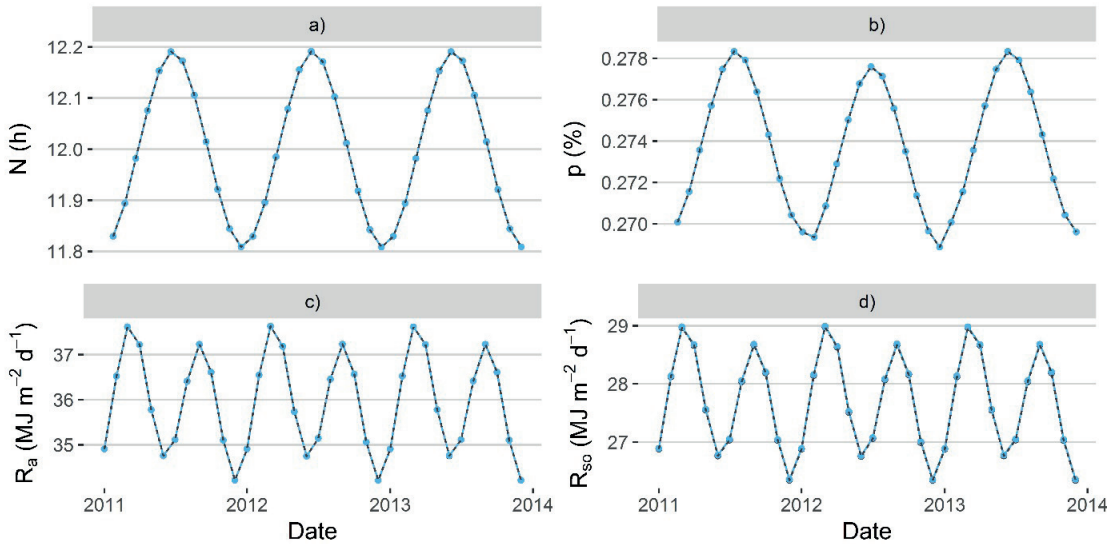 a)
N (h)
12.2
12.1
12.0
11.9
11.8
b)
p (%)
0.278
0.276
0.274
0.272
0.270
c)
Rₐ (MJ m⁻² d⁻¹)
37
36
35
2011
2012
2013
2014
Date
d)
Rₛₒ (MJ m⁻² d⁻¹)
29
28
27
2011
2012
2013
2014
Date